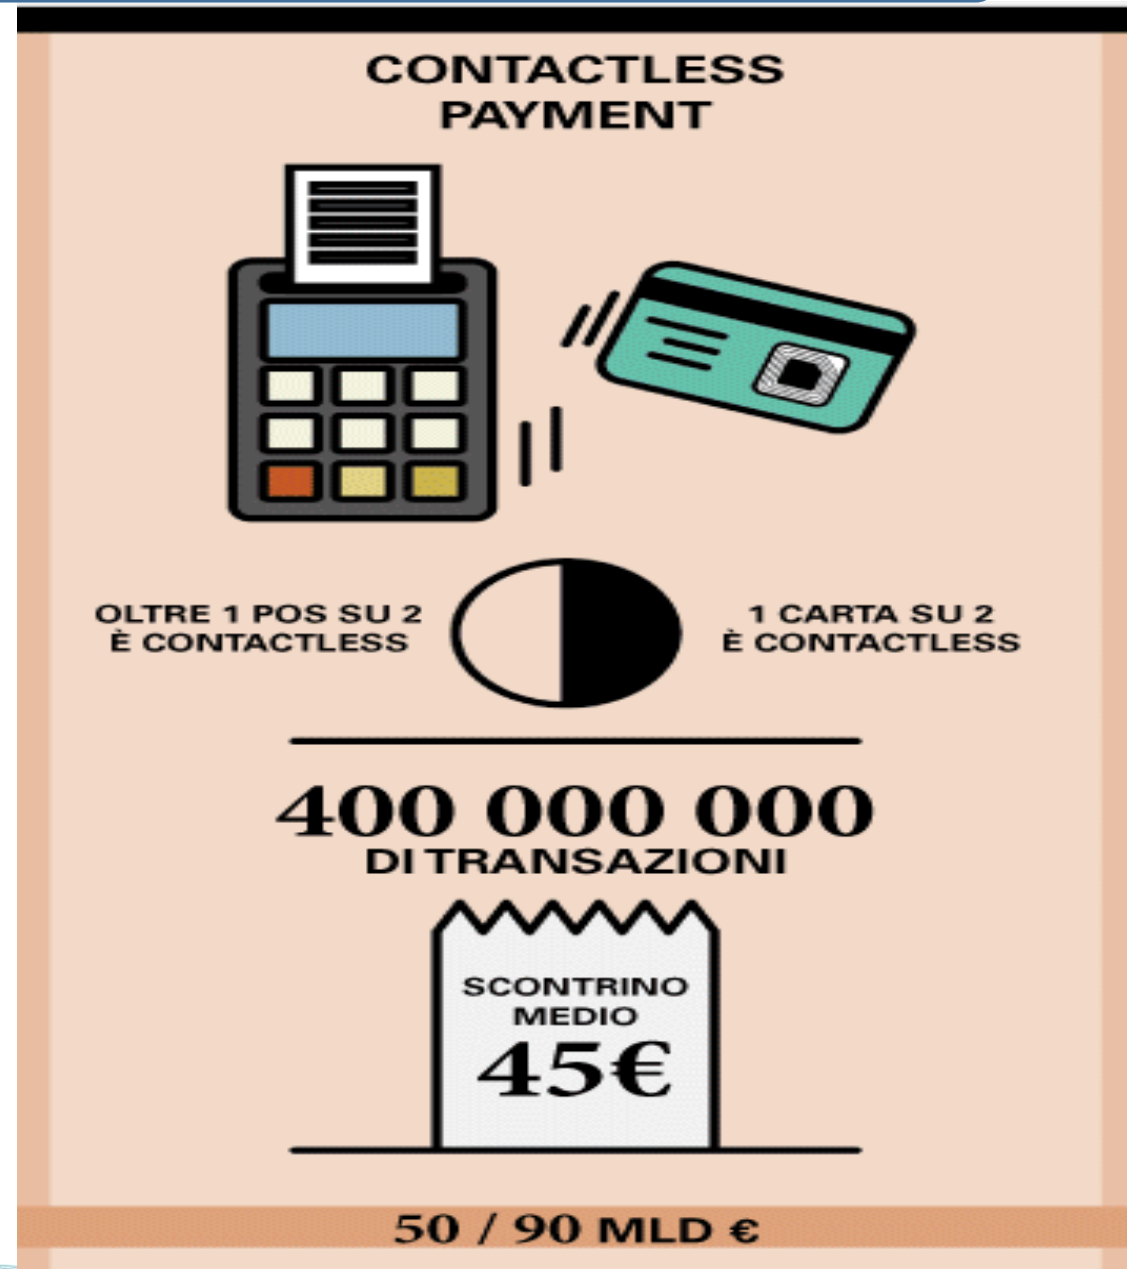 CONTACTLESS
PAYMENT
OLTRE 1 POS SU 2
È CONTACTLESS
1 CARTA SU 2
È CONTACTLESS
400 000 000
DI TRANSAZIONI
SCONTRINO
MEDIO
45€
50 / 90 MLD €